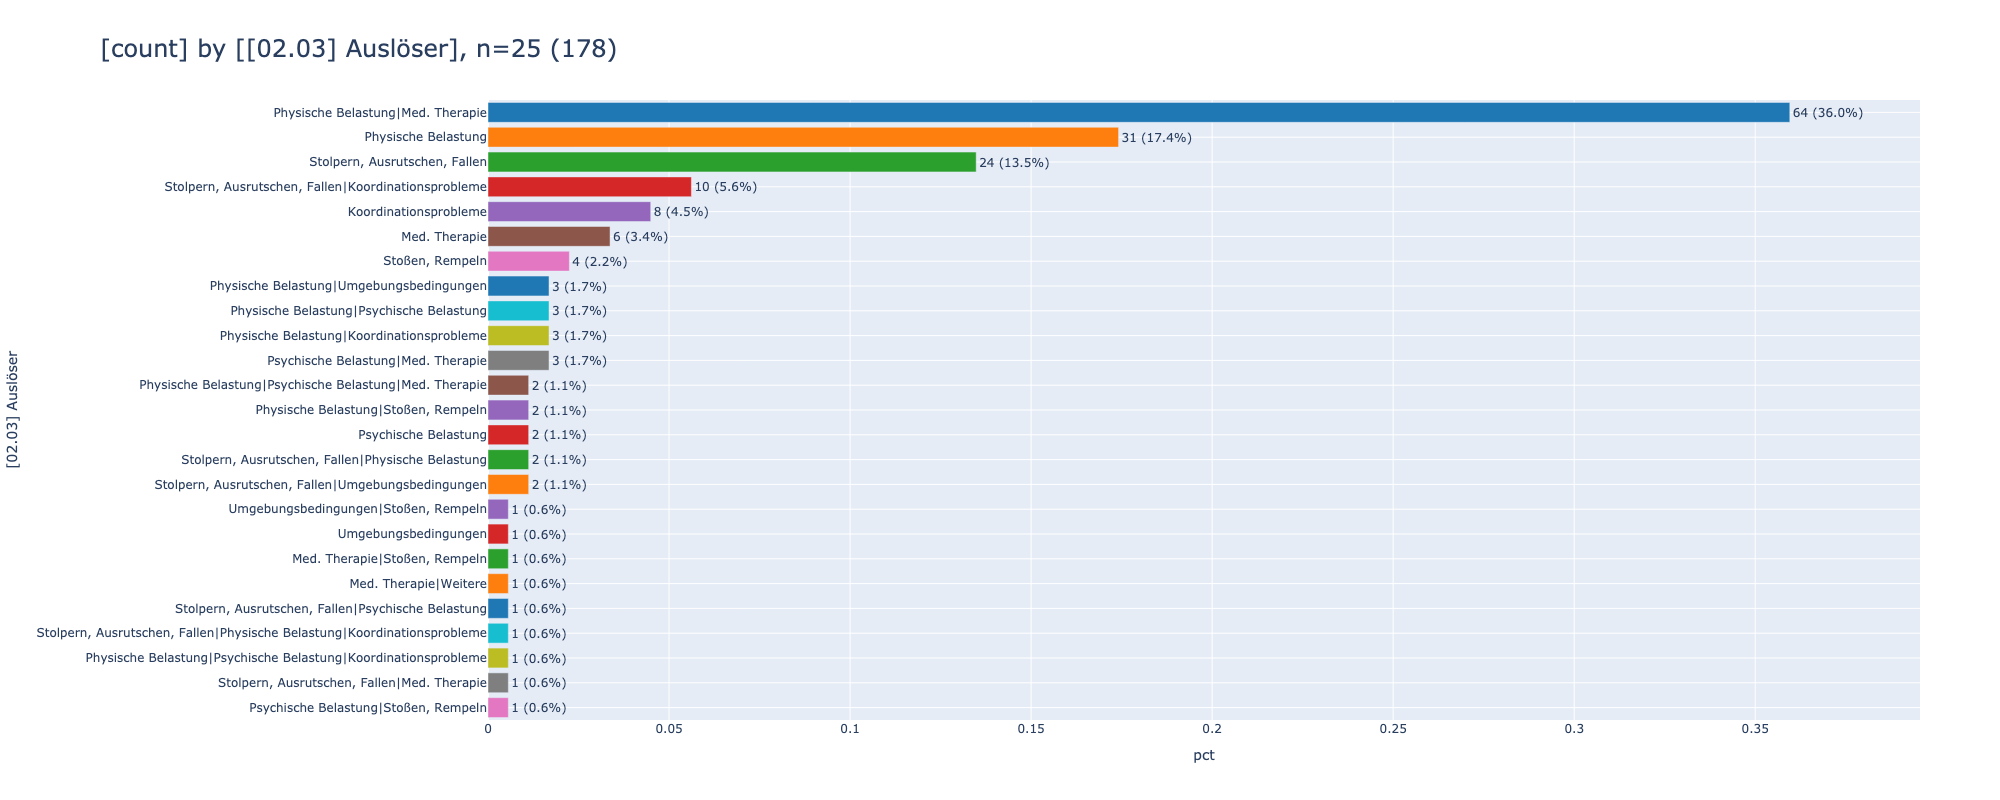 [count] by [[02.03] Auslöser], n=25 (178)
Physische Belastung|Med. Therapie 64 (36.0%)
Physische Belastung 31 (17.4%)
Stolpern, Ausrutschen, Fallen 24 (13.5%)
Stolpern, Ausrutschen, Fallen|Koordinationsprobleme 10 (5.6%)
Koordinationsprobleme 8 (4.5%)
Med. Therapie 6 (3.4%)
Stoßen, Rempeln 4 (2.2%)
Physische Belastung|Umgebungsbedingungen 3 (1.7%)
Physische Belastung|Psychische Belastung 3 (1.7%)
Physische Belastung|Koordinationsprobleme 3 (1.7%)
Psychische Belastung|Med. Therapie 3 (1.7%)
Physische Belastung|Psychische Belastung|Med. Therapie 2 (1.1%)
Physische Belastung|Stoßen, Rempeln 2 (1.1%)
Psychische Belastung 2 (1.1%)
Stolpern, Ausrutschen, Fallen|Physische Belastung 2 (1.1%)
Stolpern, Ausrutschen, Fallen|Umgebungsbedingungen 2 (1.1%)
Umgebungsbedingungen|Stoßen, Rempeln 1 (0.6%)
Umgebungsbedingungen 1 (0.6%)
Med. Therapie|Stoßen, Rempeln 1 (0.6%)
Med. Therapie|Weitere 1 (0.6%)
Stolpern, Ausrutschen, Fallen|Psychische Belastung 1 (0.6%)
Stolpern, Ausrutschen, Fallen|Physische Belastung|Koordinationsprobleme 1 (0.6%)
Physische Belastung|Psychische Belastung|Koordinationsprobleme 1 (0.6%)
Stolpern, Ausrutschen, Fallen|Med. Therapie 1 (0.6%)
Psychische Belastung|Stoßen, Rempeln 1 (0.6%)
0 0.05 0.1 0.15 0.2 0.25 0.3 0.35
pct
[02.03] Auslöser